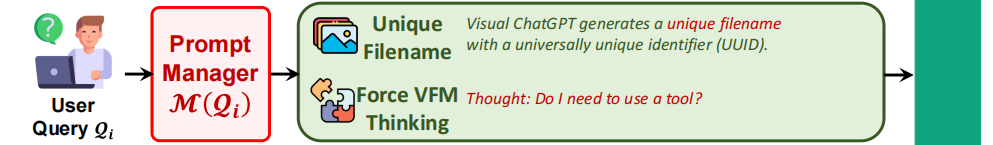 User
Query 𝒬ᵢ
Prompt
Manager
ℳ(𝒬ᵢ)
Unique
Filename
Visual ChatGPT generates a unique filename
with a universally unique identifier (UUID).
Force VFM
Thinking
Thought: Do I need to use a tool?